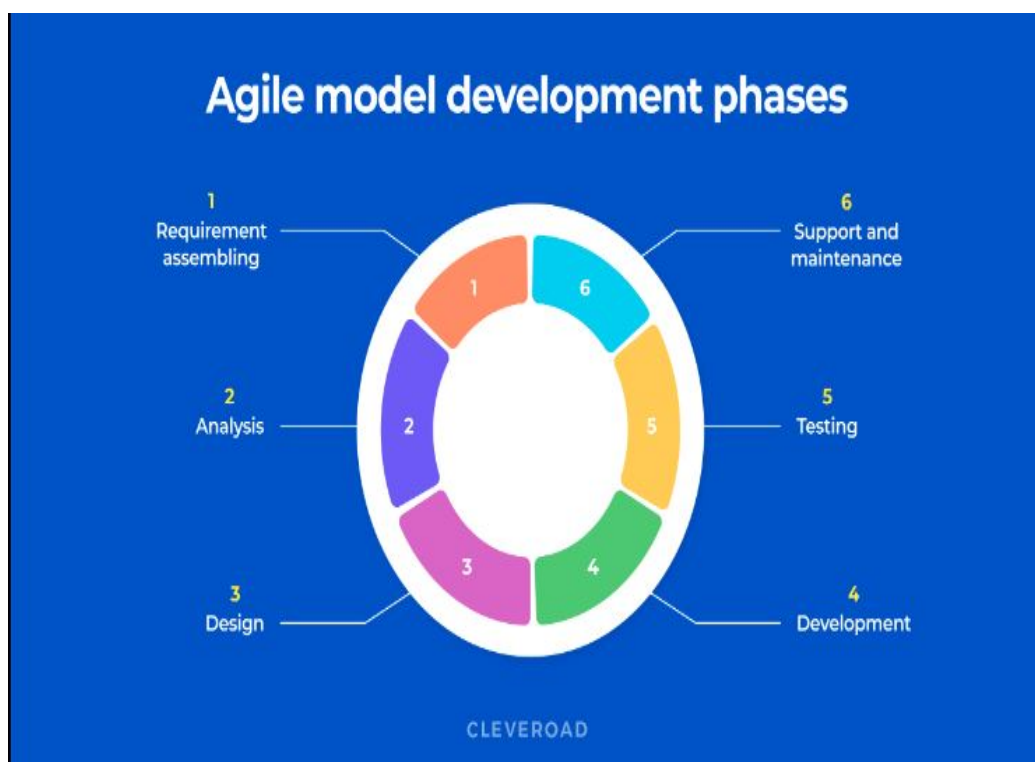 Agile model development phases
1
Requirement
assembling
2
Analysis
3
Design
1
2
3
4
5
6
6
Support and
maintenance
5
Testing
4
Development
CLEVEROAD